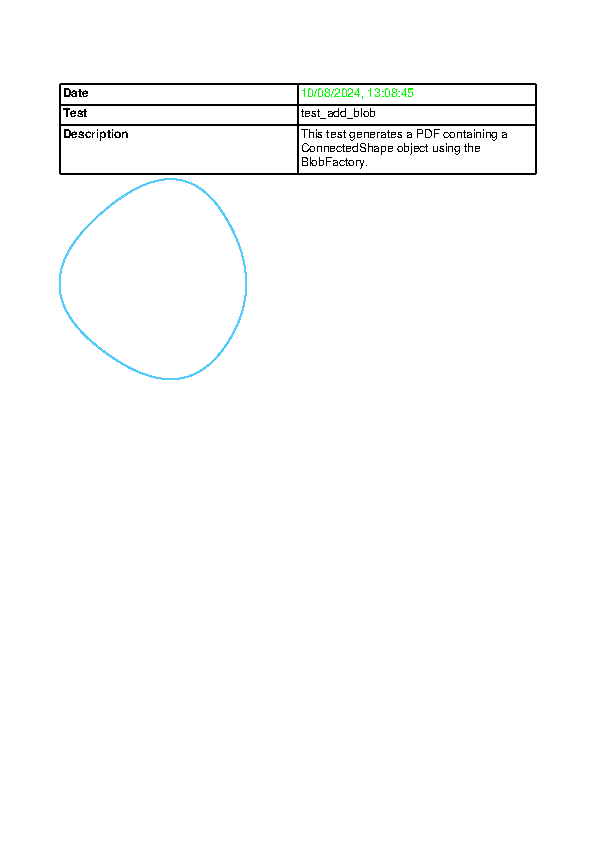 Date 10/08/2024, 13:08:45
Test test_add_blob
Description This test generates a PDF containing a
ConnectedShape object using the
BlobFactory.